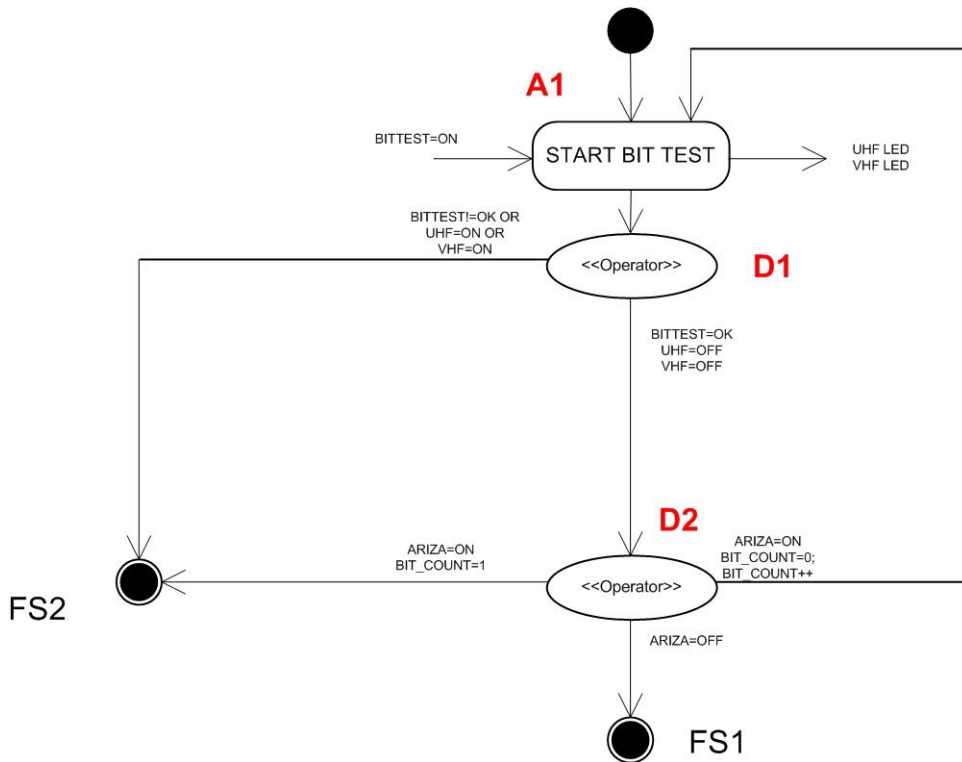 A1
BITTEST=ON
START BIT TEST
UHF LED
VHF LED
BITTEST!=OK OR
UHF=ON OR
VHF=ON
<<Operator>>
D1
BITTEST=OK
UHF=OFF
VHF=OFF
D2
ARIZA=ON
BIT_COUNT=1
<<Operator>>
ARIZA=ON
BIT_COUNT=0;
BIT_COUNT++
FS2
ARIZA=OFF
FS1